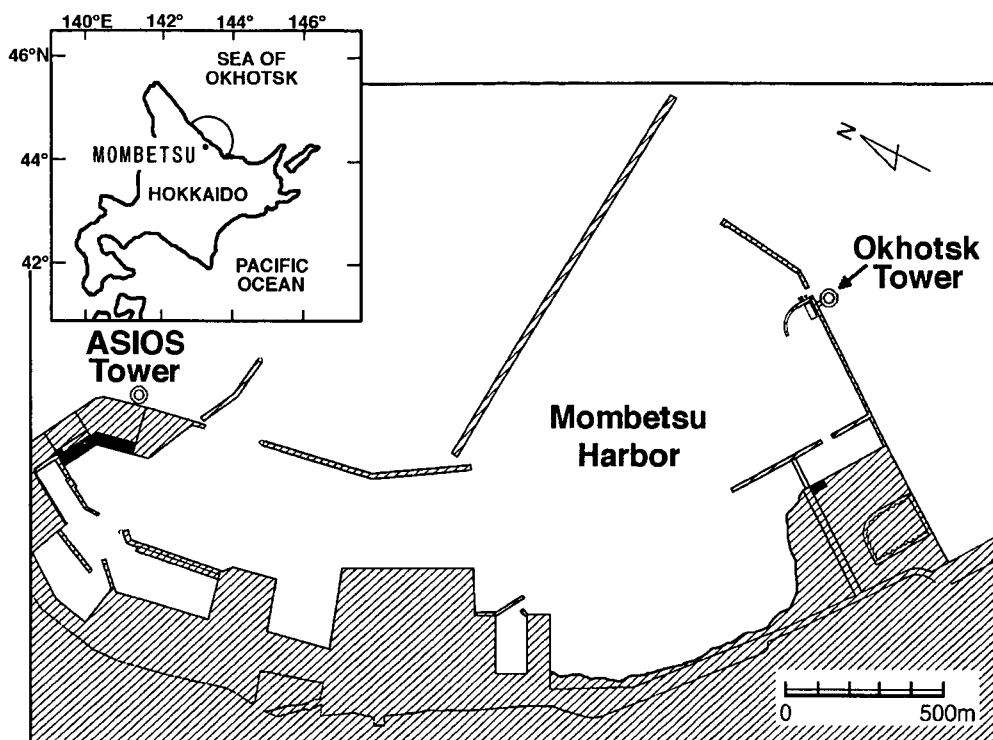 140°E 142° 144° 146°
46°N
44°
42°
SEA OF
OKHOTSK
MOMBETSU
HOKKAIDO
PACIFIC
OCEAN
N
Okhotsk
Tower
ASIOS
Tower
Mombetsu
Harbor
0 500m